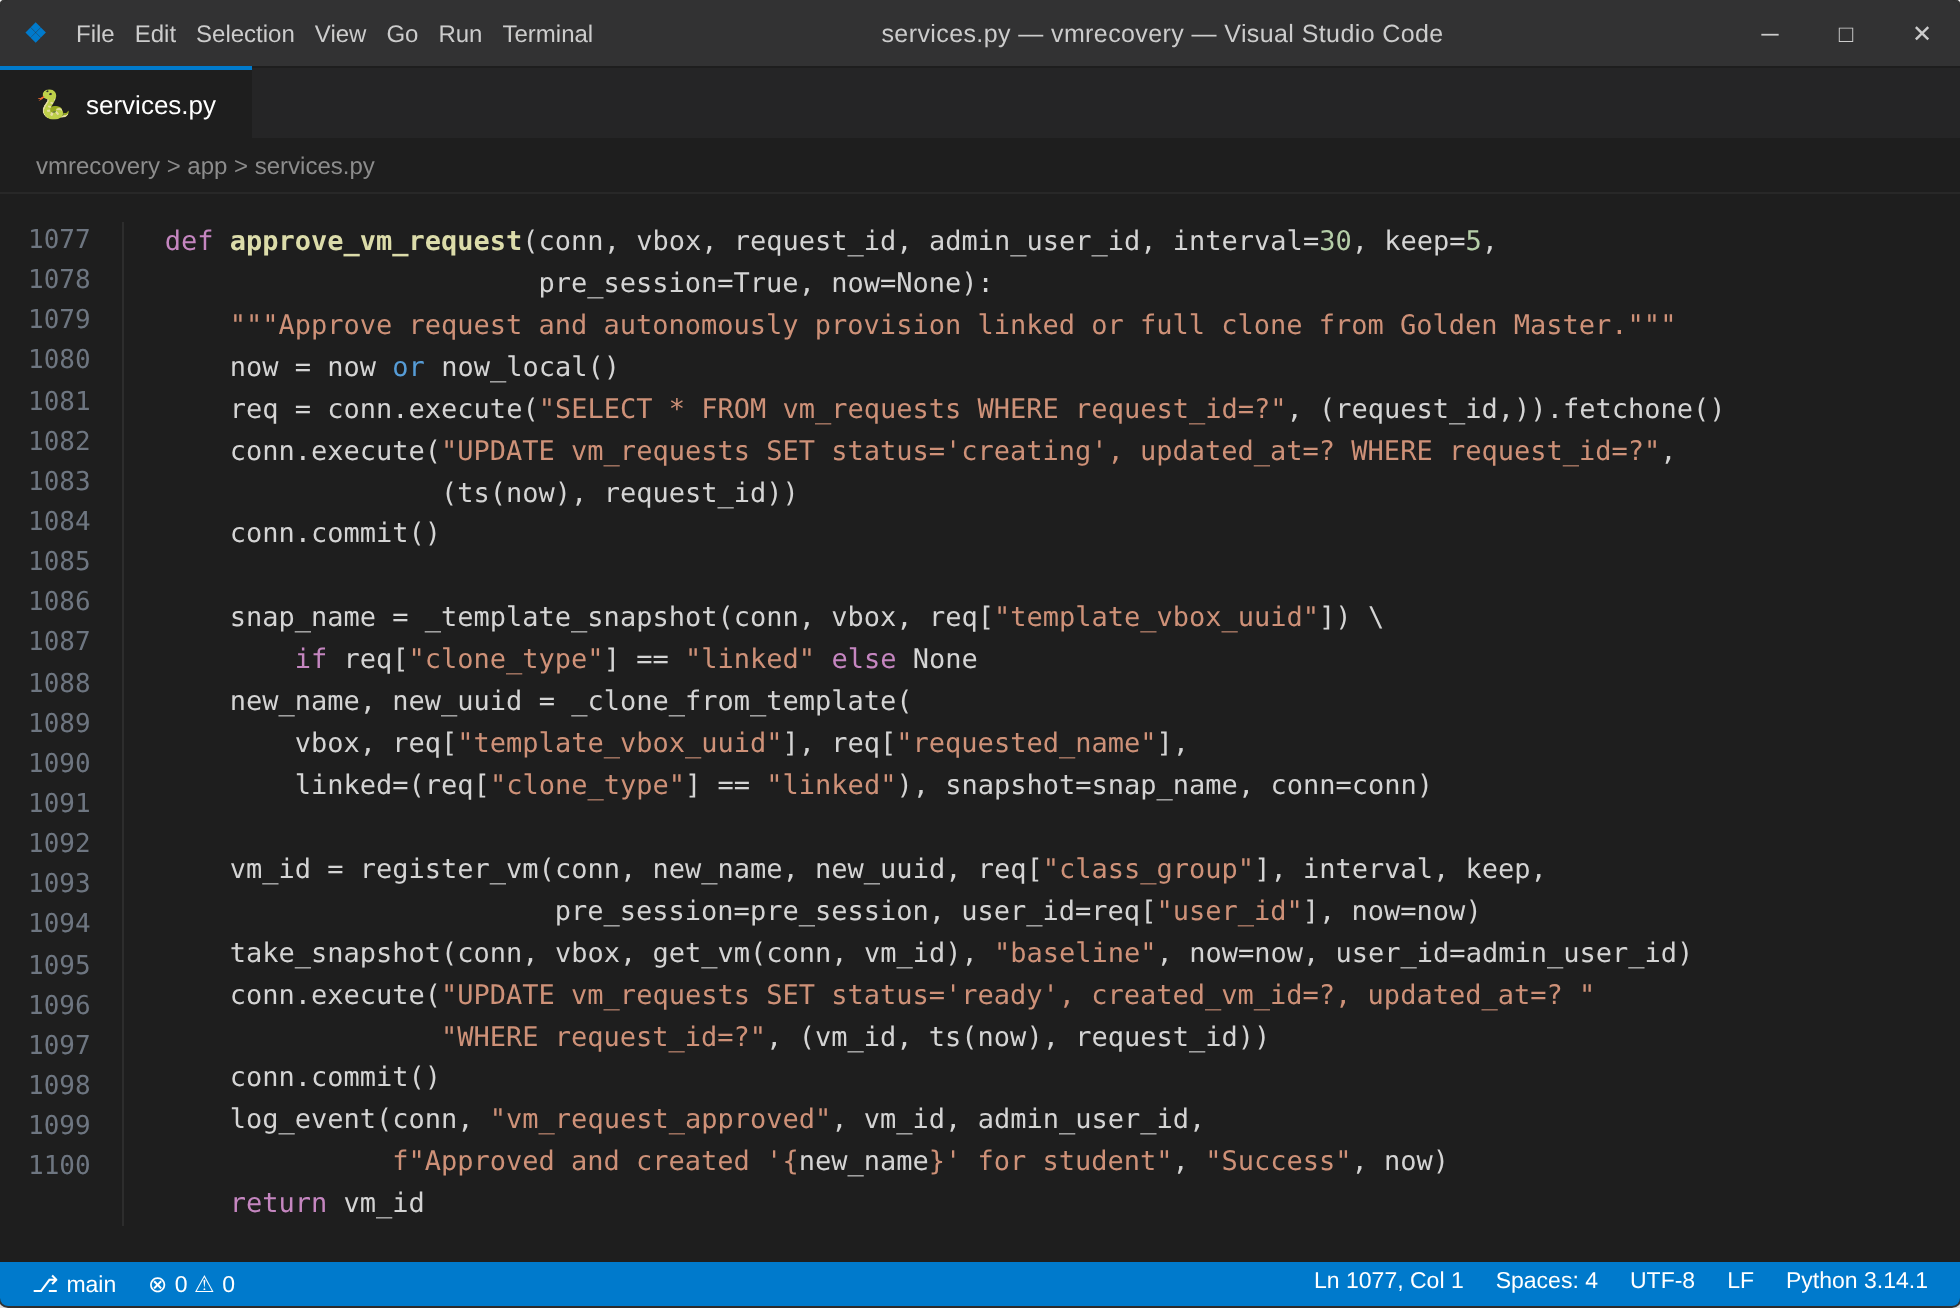 File Edit Selection View Go Run Terminal services.py — vmrecovery — Visual Studio Code
services.py
vmrecovery > app > services.py
1077 def approve_vm_request(conn, vbox, request_id, admin_user_id, interval=30, keep=5,
1078                        pre_session=True, now=None):
1079     """Approve request and autonomously provision linked or full clone from Golden Master."""
1080     now = now or now_local()
1081     req = conn.execute("SELECT * FROM vm_requests WHERE request_id=?", (request_id,)).fetchone()
1082     conn.execute("UPDATE vm_requests SET status='creating', updated_at=? WHERE request_id=?",
1083                  (ts(now), request_id))
1084     conn.commit()
1085
1086     snap_name = _template_snapshot(conn, vbox, req["template_vbox_uuid"]) \
1087         if req["clone_type"] == "linked" else None
1088     new_name, new_uuid = _clone_from_template(
1089         vbox, req["template_vbox_uuid"], req["requested_name"],
1090         linked=(req["clone_type"] == "linked"), snapshot=snap_name, conn=conn)
1091
1092     vm_id = register_vm(conn, new_name, new_uuid, req["class_group"], interval, keep,
1093                         pre_session=pre_session, user_id=req["user_id"], now=now)
1094     take_snapshot(conn, vbox, get_vm(conn, vm_id), "baseline", now=now, user_id=admin_user_id)
1095     conn.execute("UPDATE vm_requests SET status='ready', created_vm_id=?, updated_at=? "
1096                  "WHERE request_id=?", (vm_id, ts(now), request_id))
1097     conn.commit()
1098     log_event(conn, "vm_request_approved", vm_id, admin_user_id,
1099               f"Approved and created '{new_name}' for student", "Success", now)
1100     return vm_id
main ⊗ 0 ⚠ 0 Ln 1077, Col 1 Spaces: 4 UTF-8 LF Python 3.14.1